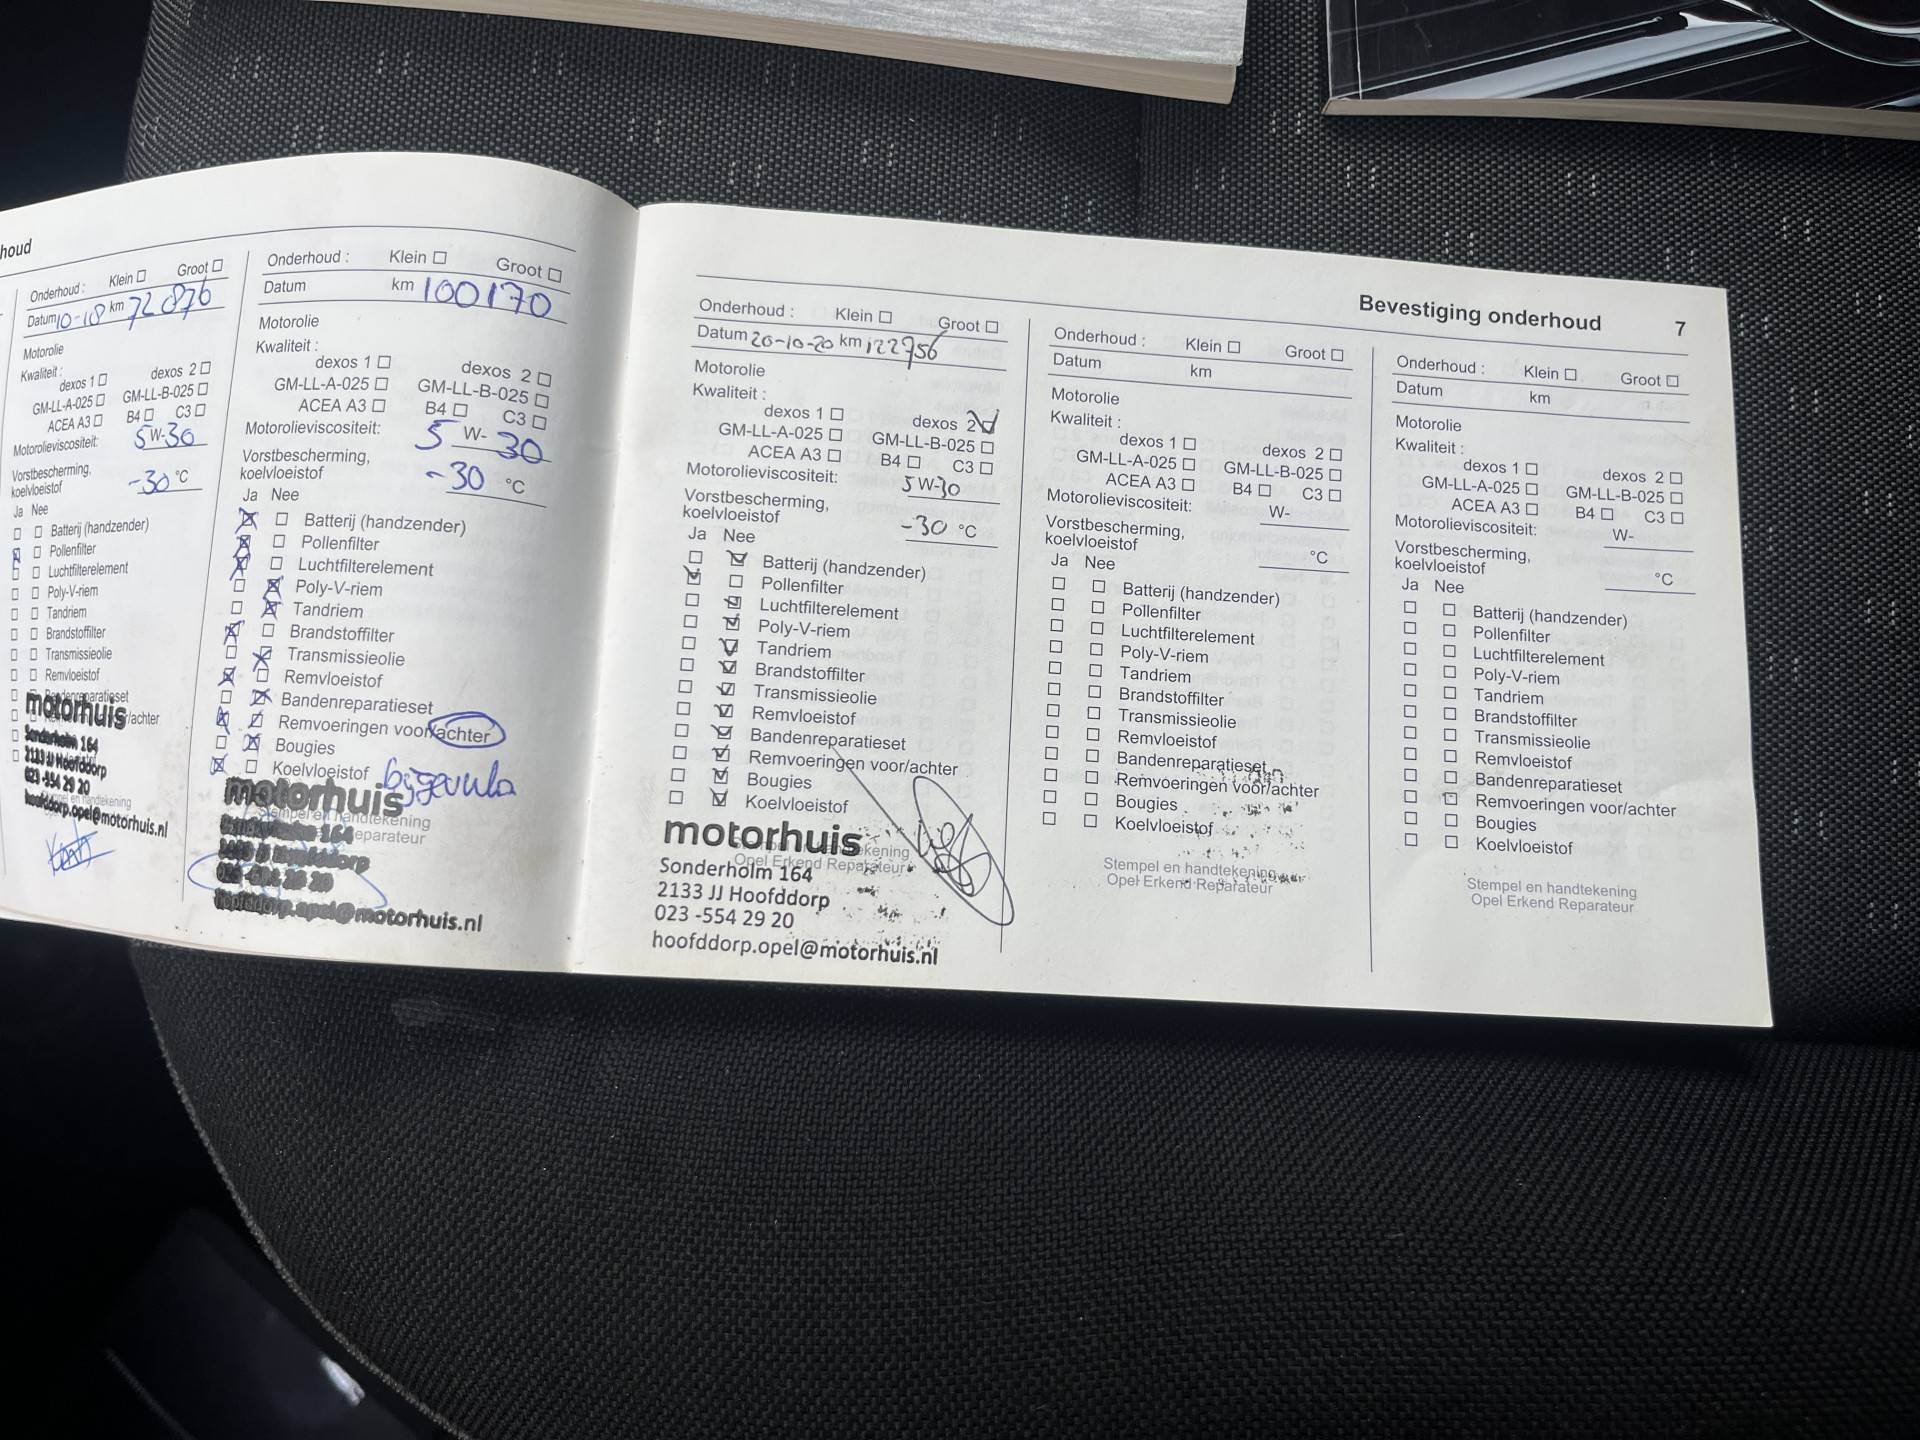 houd
Onderhoud : Klein Groot
Datum 10-18 km 72876
Motorolie
Kwaliteit :
dexos 1 dexos 2
GM-LL-A-025 GM-LL-B-025
ACEA A3 B4 C3
Motorolieviscositeit: 5 W-30
Vorstbescherming,
koelvloeistof -30 °C
Ja Nee
Batterij (handzender)
Pollenfilter
Luchtfilterelement
Poly-V-riem
Tandriem
Brandstoffilter
Transmissieolie
Remvloeistof
Bandenreparatieset
motorhuis
r/achter
Sonderholm 164
2133 JJ Hoofddorp
023 -554 29 20
en handtekening
hoofddorp.opel@motorhuis.nl
Onderhoud : Klein Groot
Datum km 100170
Motorolie
Kwaliteit :
dexos 1 dexos 2
GM-LL-A-025 GM-LL-B-025
ACEA A3 B4 C3
Motorolieviscositeit: 5 W- 30
Vorstbescherming,
koelvloeistof -30 °C
Ja Nee
Batterij (handzender)
Pollenfilter
Luchtfilterelement
Poly-V-riem
Tandriem
Brandstoffilter
Transmissieolie
Remvloeistof
Bandenreparatieset
Remvoeringen voor/achter
Bougies
Koelvloeistof
motorhuis
en handtekening
164
eparateur
Hoofddorp
hoofddorp.opel@motorhuis.nl
Bevestiging onderhoud 7
Onderhoud : Klein Groot
Datum 20-10-20 km 122756
Motorolie
Kwaliteit :
dexos 1 dexos 2
GM-LL-A-025 GM-LL-B-025
ACEA A3 B4 C3
Motorolieviscositeit: 5 W-30
Vorstbescherming,
koelvloeistof -30 °C
Ja Nee
Batterij (handzender)
Pollenfilter
Luchtfilterelement
Poly-V-riem
Tandriem
Brandstoffilter
Transmissieolie
Remvloeistof
Bandenreparatieset
Remvoeringen voor/achter
Bougies
Koelvloeistof
motorhuis
ekening
Opel Erkend Reparateur
Sonderholm 164
2133 JJ Hoofddorp
023 -554 29 20
hoofddorp.opel@motorhuis.nl
Onderhoud : Klein Groot
Datum km
Motorolie
Kwaliteit :
dexos 1 dexos 2
GM-LL-A-025 GM-LL-B-025
ACEA A3 B4 C3
Motorolieviscositeit: W-
Vorstbescherming,
koelvloeistof °C
Ja Nee
Batterij (handzender)
Pollenfilter
Luchtfilterelement
Poly-V-riem
Tandriem
Brandstoffilter
Transmissieolie
Remvloeistof
Bandenreparatieset
Remvoeringen voor/achter
Bougies
Koelvloeistof
Stempel en handtekening
Opel Erkend Reparateur
Onderhoud : Klein Groot
Datum km
Motorolie
Kwaliteit :
dexos 1 dexos 2
GM-LL-A-025 GM-LL-B-025
ACEA A3 B4 C3
Motorolieviscositeit: W-
Vorstbescherming,
koelvloeistof °C
Ja Nee
Batterij (handzender)
Pollenfilter
Luchtfilterelement
Poly-V-riem
Tandriem
Brandstoffilter
Transmissieolie
Remvloeistof
Bandenreparatieset
Remvoeringen voor/achter
Bougies
Koelvloeistof
Stempel en handtekening
Opel Erkend Reparateur